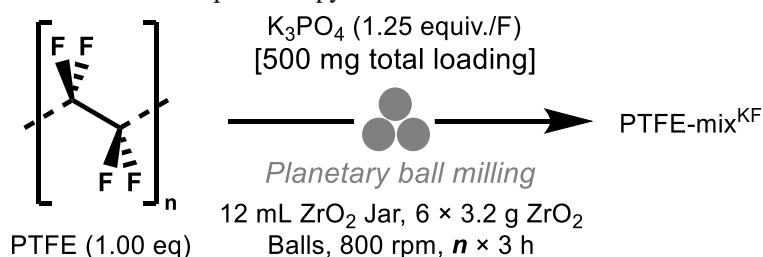 F F
F F
n
PTFE (1.00 eq)
K₃PO₄ (1.25 equiv./F)
[500 mg total loading]
Planetary ball milling
12 mL ZrO₂ Jar, 6 × 3.2 g ZrO₂
Balls, 800 rpm, n × 3 h
PTFE-mixᴷꟳ